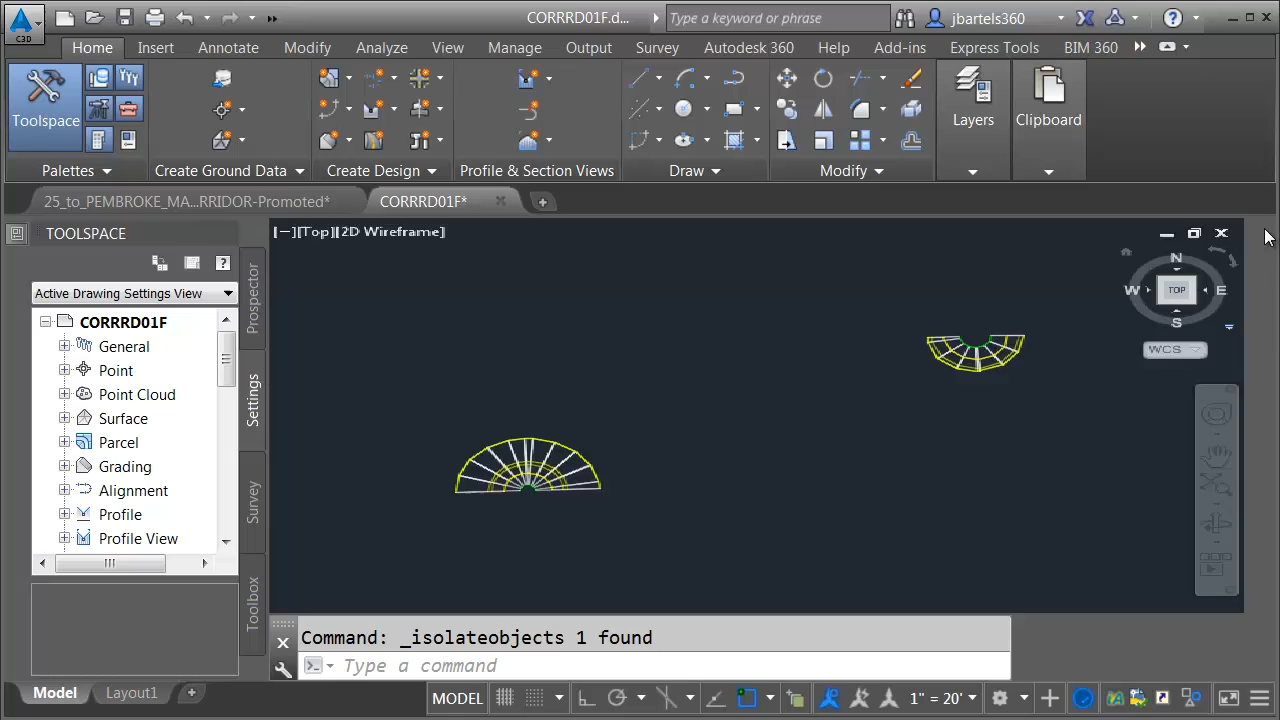 C3D
CORRRD01F.d...
Type a keyword or phrase
jbartels360
Home Insert Annotate Modify Analyze View Manage Output Survey Autodesk 360 Help Add-ins Express Tools BIM 360
Toolspace
Layers
Clipboard
Palettes
Create Ground Data
Create Design
Profile & Section Views
Draw
Modify
25_to_PEMBROKE_MA...RRIDOR-Promoted*
CORRRD01F*
TOOLSPACE
[−][Top][2D Wireframe]
Active Drawing Settings View
CORRRD01F
General
Point
Point Cloud
Surface
Parcel
Grading
Alignment
Profile
Profile View
Prospector
Settings
Survey
Toolbox
N
W TOP E
S
WCS
Command: _isolateobjects 1 found
Type a command
Model
Layout1
MODEL
1" = 20'